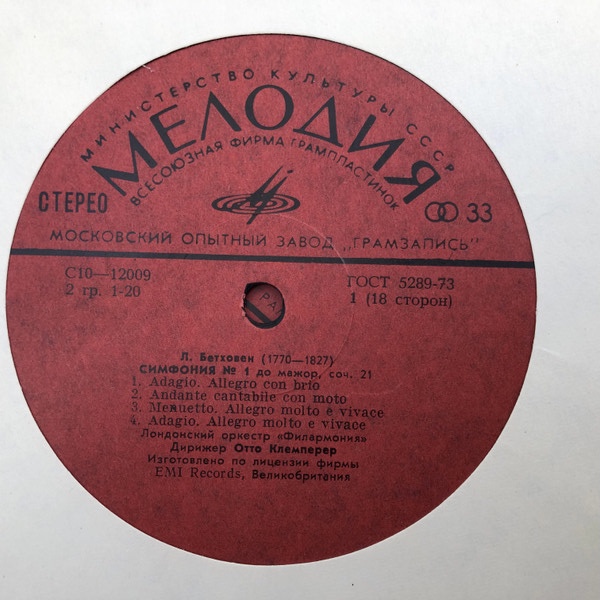 МИНИСТЕРСТВО КУЛЬТУРЫ СССР
МЕЛОДИЯ
ВСЕСОЮЗНАЯ ФИРМА ГРАМПЛАСТИНОК
СТЕРЕО
33
МОСКОВСКИЙ ОПЫТНЫЙ ЗАВОД „ГРАМЗАПИСЬ"
С10—12009
2 гр. 1-20
ГОСТ 5289-73
1 (18 сторон)
Л. Бетховен (1770—1827)
СИМФОНИЯ № 1 до мажор, соч. 21
1. Adagio. Allegro con brio
2. Andante cantabile con moto
3. Menuetto. Allegro molto e vivace
4. Adagio. Allegro molto e vivace
Лондонский оркестр «Филармония»
Дирижер Отто Клемперер
Изготовлено по лицензии фирмы
EMI Records, Великобритания